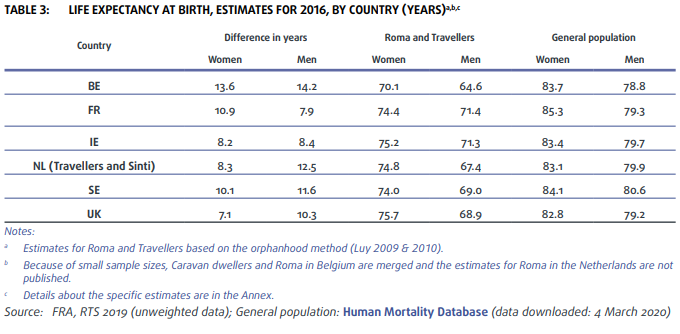 TABLE 3: LIFE EXPECTANCY AT BIRTH, ESTIMATES FOR 2016, BY COUNTRY (YEARS)a,b,c
Country Difference in years Roma and Travellers General population
Women Men Women Men Women Men
BE 13.6 14.2 70.1 64.6 83.7 78.8
FR 10.9 7.9 74.4 71.4 85.3 79.3
IE 8.2 8.4 75.2 71.3 83.4 79.7
NL (Travellers and Sinti) 8.3 12.5 74.8 67.4 83.1 79.9
SE 10.1 11.6 74.0 69.0 84.1 80.6
UK 7.1 10.3 75.7 68.9 82.8 79.2
Notes:
a Estimates for Roma and Travellers based on the orphanhood method (Luy 2009 & 2010).
b Because of small sample sizes, Caravan dwellers and Roma in Belgium are merged and the estimates for Roma in the Netherlands are not
published.
c Details about the specific estimates are in the Annex.
Source: FRA, RTS 2019 (unweighted data); General population: Human Mortality Database (data downloaded: 4 March 2020)